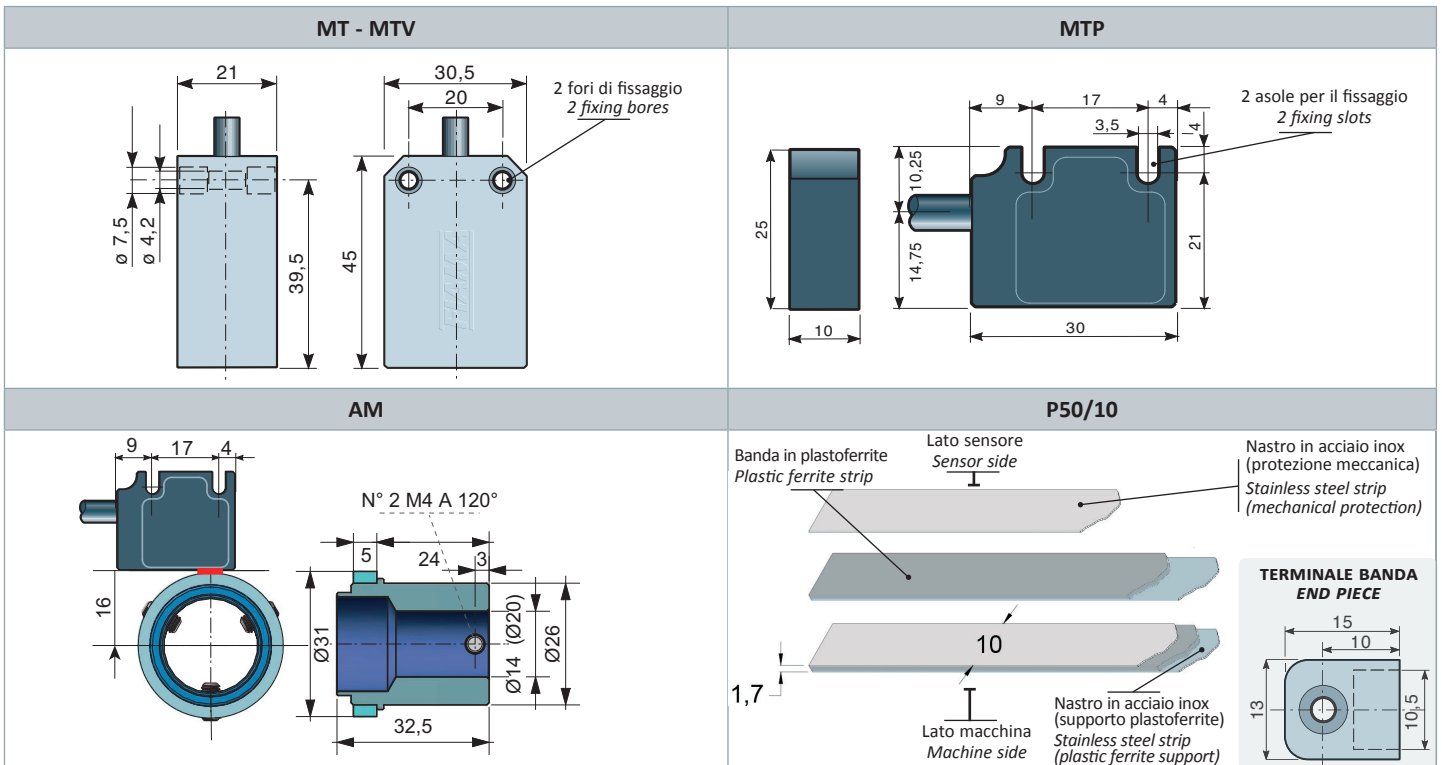 MT - MTV
21
30,5
20
2 fori di fissaggio
2 fixing bores
ø 7,5
ø 4,2
39,5
45
FIAMA
MTP
9
17
4
3,5
4
2 asole per il fissaggio
2 fixing slots
10,25
14,75
25
21
10
30
AM
9
17
4
16
N° 2 M4 A 120°
5
24
3
Ø31
Ø14 (Ø20)
Ø26
32,5
P50/10
Lato sensore
Sensor side
Banda in plastoferrite
Plastic ferrite strip
Nastro in acciaio inox
(protezione meccanica)
Stainless steel strip
(mechanical protection)
10
1,7
Lato macchina
Machine side
Nastro in acciaio inox
(supporto plastoferrite)
Stainless steel strip
(plastic ferrite support)
TERMINALE BANDA
END PIECE
15
10
13
10,5